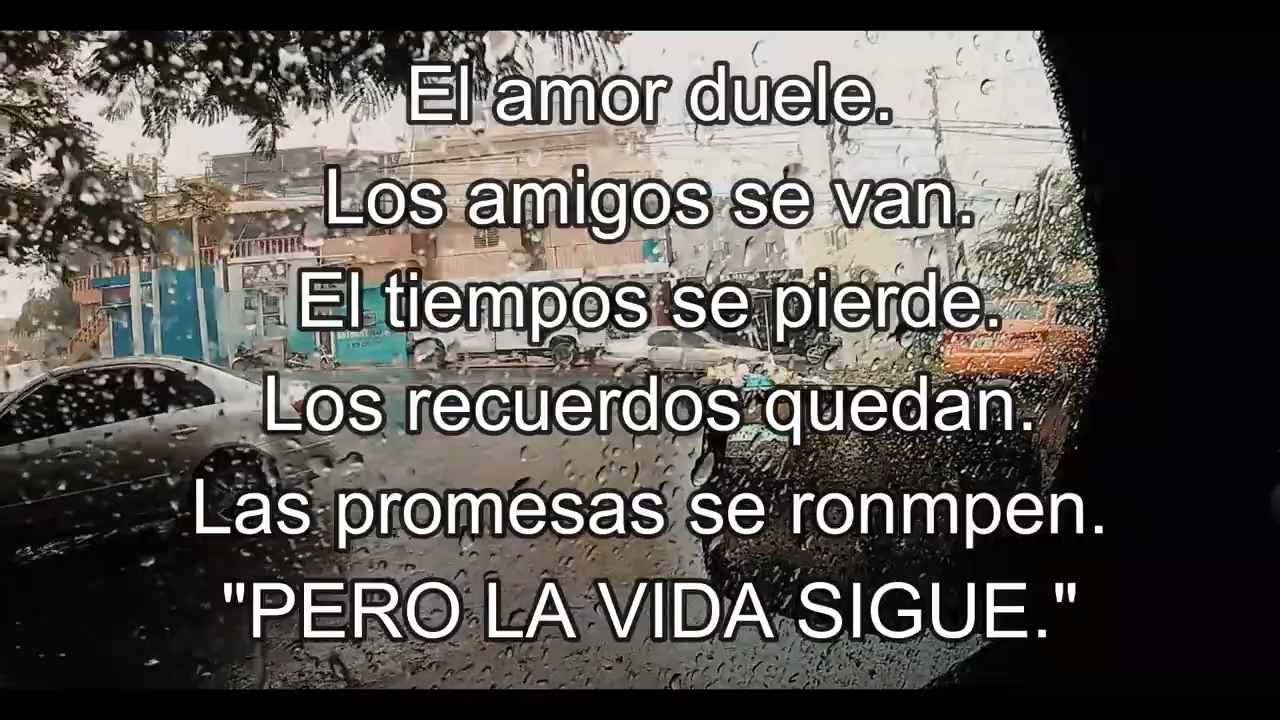 El amor duele.
Los amigos se van.
El tiempos se pierde.
Los recuerdos quedan.
Las promesas se ronmpen.
"PERO LA VIDA SIGUE."